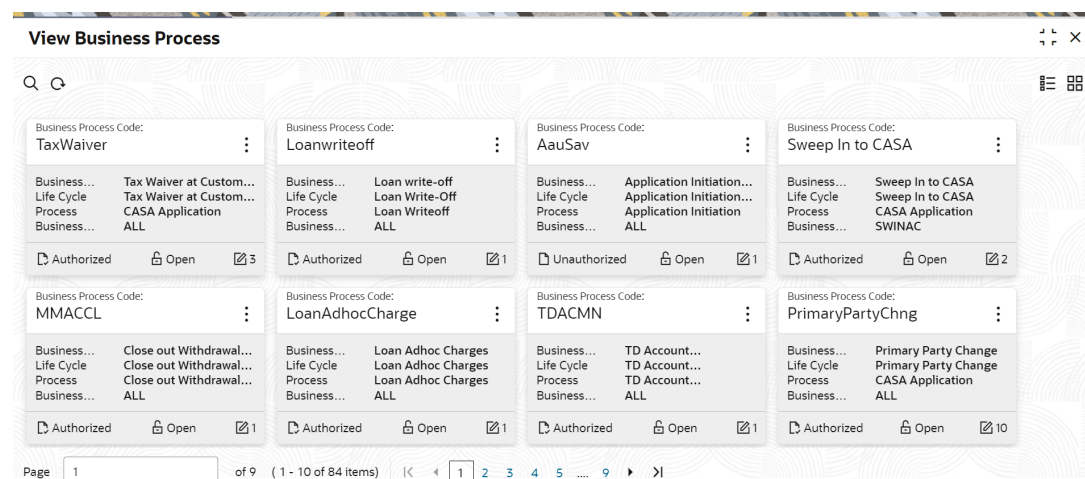 View Business Process
Business Process Code:
TaxWaiver
Business... Tax Waiver at Custom...
Life Cycle Tax Waiver at Custom...
Process CASA Application
Business... ALL
Authorized Open 3
Business Process Code:
Loanwriteoff
Business... Loan write-off
Life Cycle Loan Write-Off
Process Loan Writeoff
Business... ALL
Authorized Open 1
Business Process Code:
AauSav
Business... Application Initiation...
Life Cycle Application Initiation...
Process Application Initiation
Business... ALL
Unauthorized Open 1
Business Process Code:
Sweep In to CASA
Business... Sweep In to CASA
Life Cycle Sweep In to CASA
Process CASA Application
Business... SWINAC
Authorized Open 2
Business Process Code:
MMACCL
Business... Close out Withdrawal...
Life Cycle Close out Withdrawal...
Process Close out Withdrawal...
Business... ALL
Authorized Open 1
Business Process Code:
LoanAdhocCharge
Business... Loan Adhoc Charges
Life Cycle Loan Adhoc Charges
Process Loan Adhoc Charges
Business... ALL
Authorized Open 1
Business Process Code:
TDACMN
Business... TD Account...
Life Cycle TD Account...
Process TD Account...
Business... ALL
Authorized Open 1
Business Process Code:
PrimaryPartyChng
Business... Primary Party Change
Life Cycle Primary Party Change
Process CASA Application
Business... ALL
Authorized Open 10
Page 1 of 9 ( 1 - 10 of 84 items) 1 2 3 4 5 .... 9